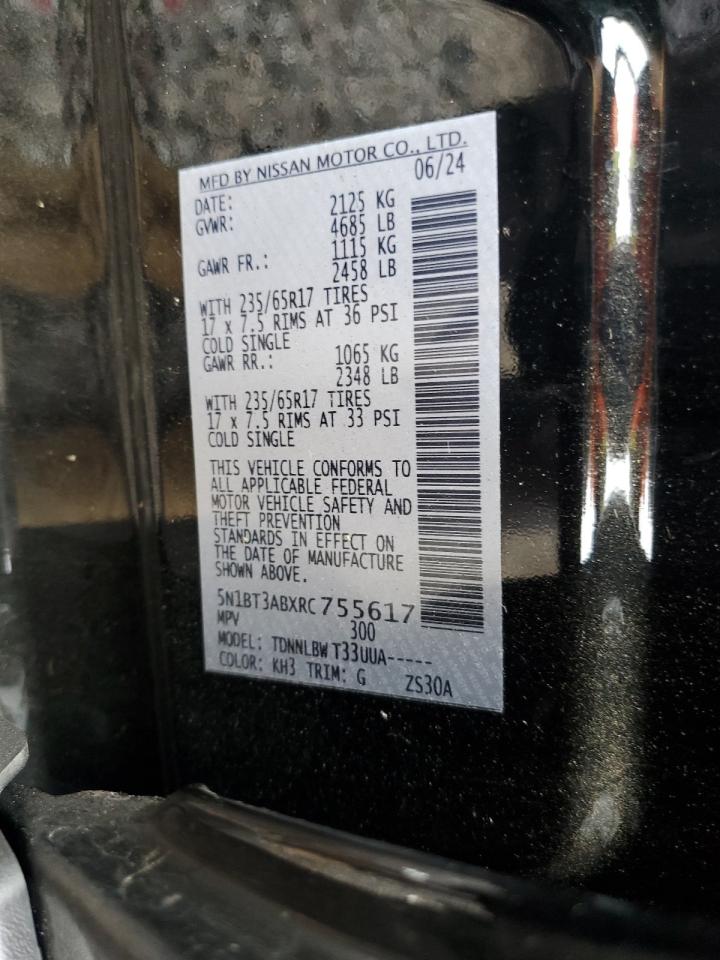 MFD BY NISSAN MOTOR CO., LTD.
DATE: 06/24
GVWR: 2125 KG
4685 LB
GAWR FR.: 1115 KG
2458 LB
WITH 235/65R17 TIRES
17 x 7.5 RIMS AT 36 PSI
COLD SINGLE
GAWR RR.: 1065 KG
2348 LB
WITH 235/65R17 TIRES
17 x 7.5 RIMS AT 33 PSI
COLD SINGLE
THIS VEHICLE CONFORMS TO
ALL APPLICABLE FEDERAL
MOTOR VEHICLE SAFETY AND
THEFT PREVENTION
STANDARDS IN EFFECT ON
THE DATE OF MANUFACTURE
SHOWN ABOVE.
5N1BT3ABXRC755617
MPV 300
MODEL: TDNNLBW T33UUA-----
COLOR: KH3 TRIM: G ZS30A